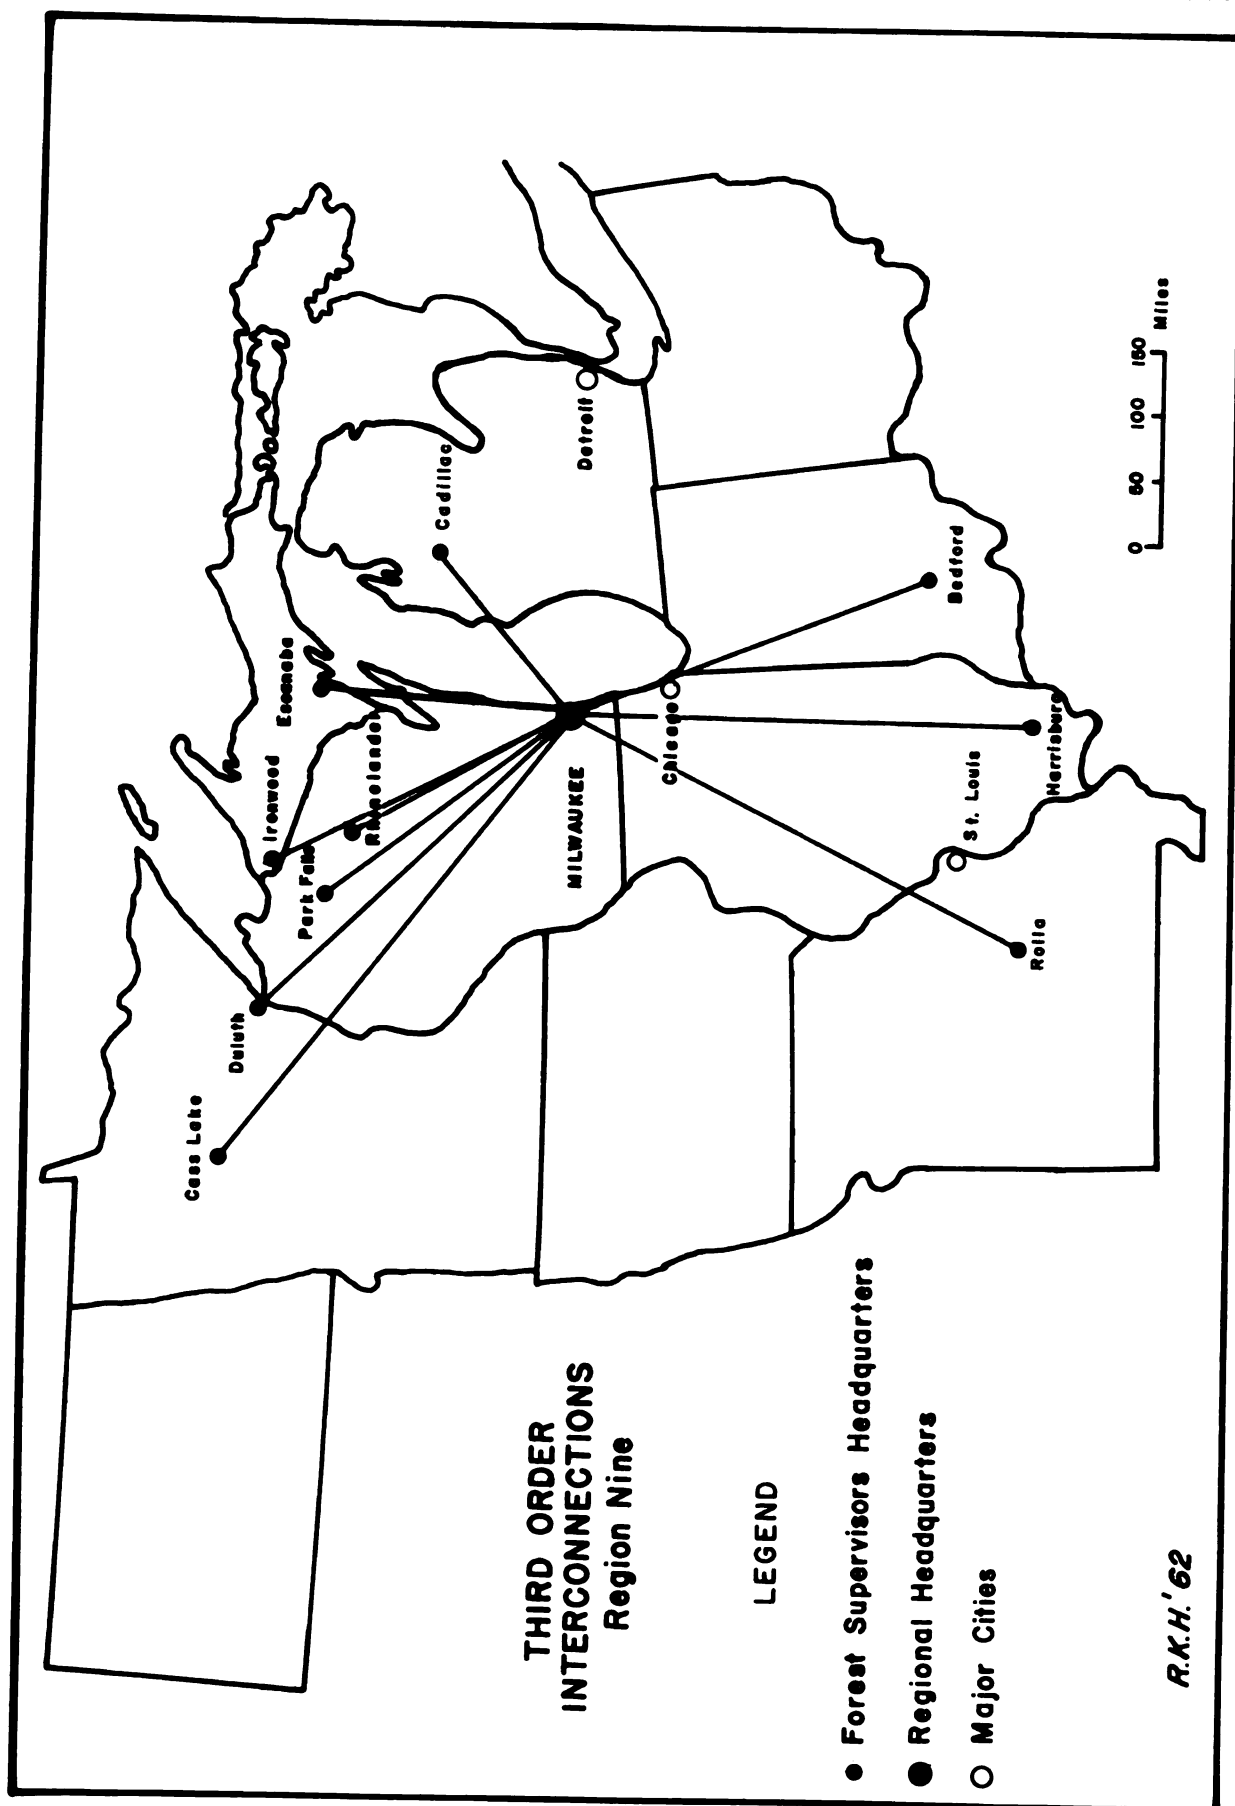 Cass Lake
Duluth
Ironwood
Park Falls
Rhinelander
Escanaba
Cadillac
Detroit
MILWAUKEE
Chicago
St. Louis
Rolla
Harrisburg
Bedford
0 50 100 150
Miles
THIRD ORDER
INTERCONNECTIONS
Region Nine
LEGEND
Forest Supervisors Headquarters
Regional Headquarters
Major Cities
R.K.H.'62